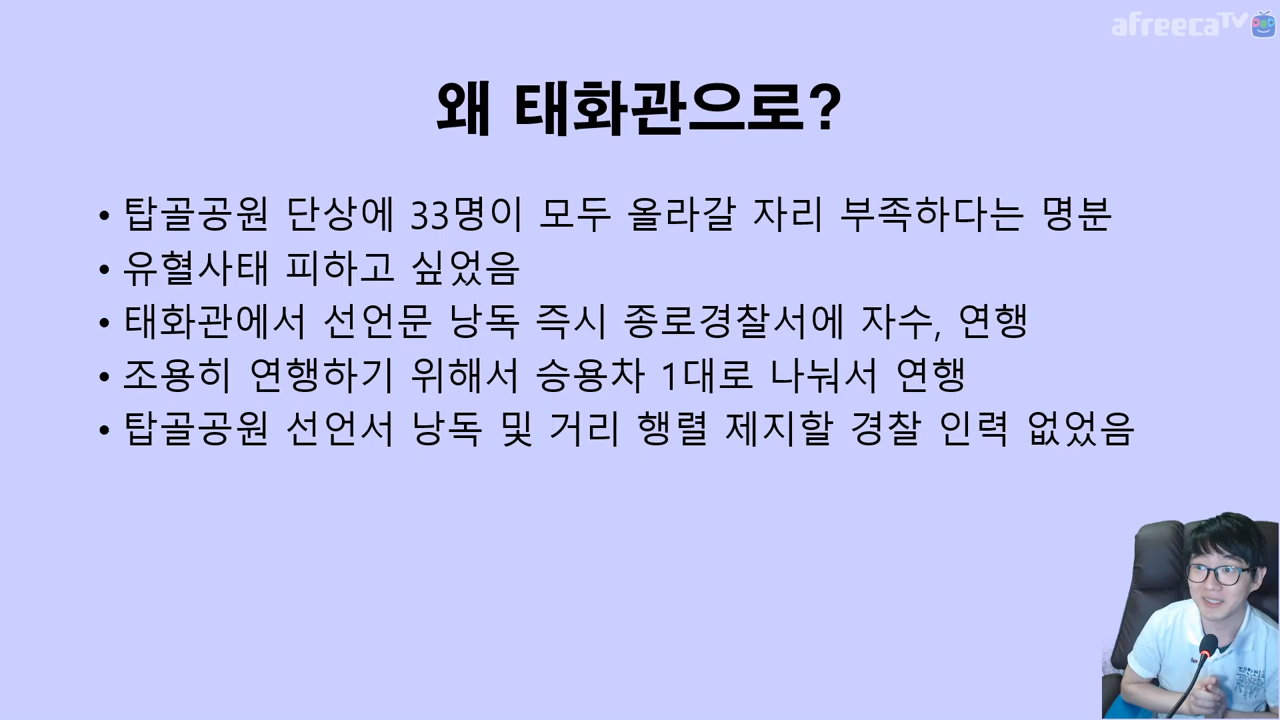 afreecaTV
왜 태화관으로?
• 탑골공원 단상에 33명이 모두 올라갈 자리 부족하다는 명분
• 유혈사태 피하고 싶었음
• 태화관에서 선언문 낭독 즉시 종로경찰서에 자수, 연행
• 조용히 연행하기 위해서 승용차 1대로 나눠서 연행
• 탑골공원 선언서 낭독 및 거리 행렬 제지할 경찰 인력 없었음